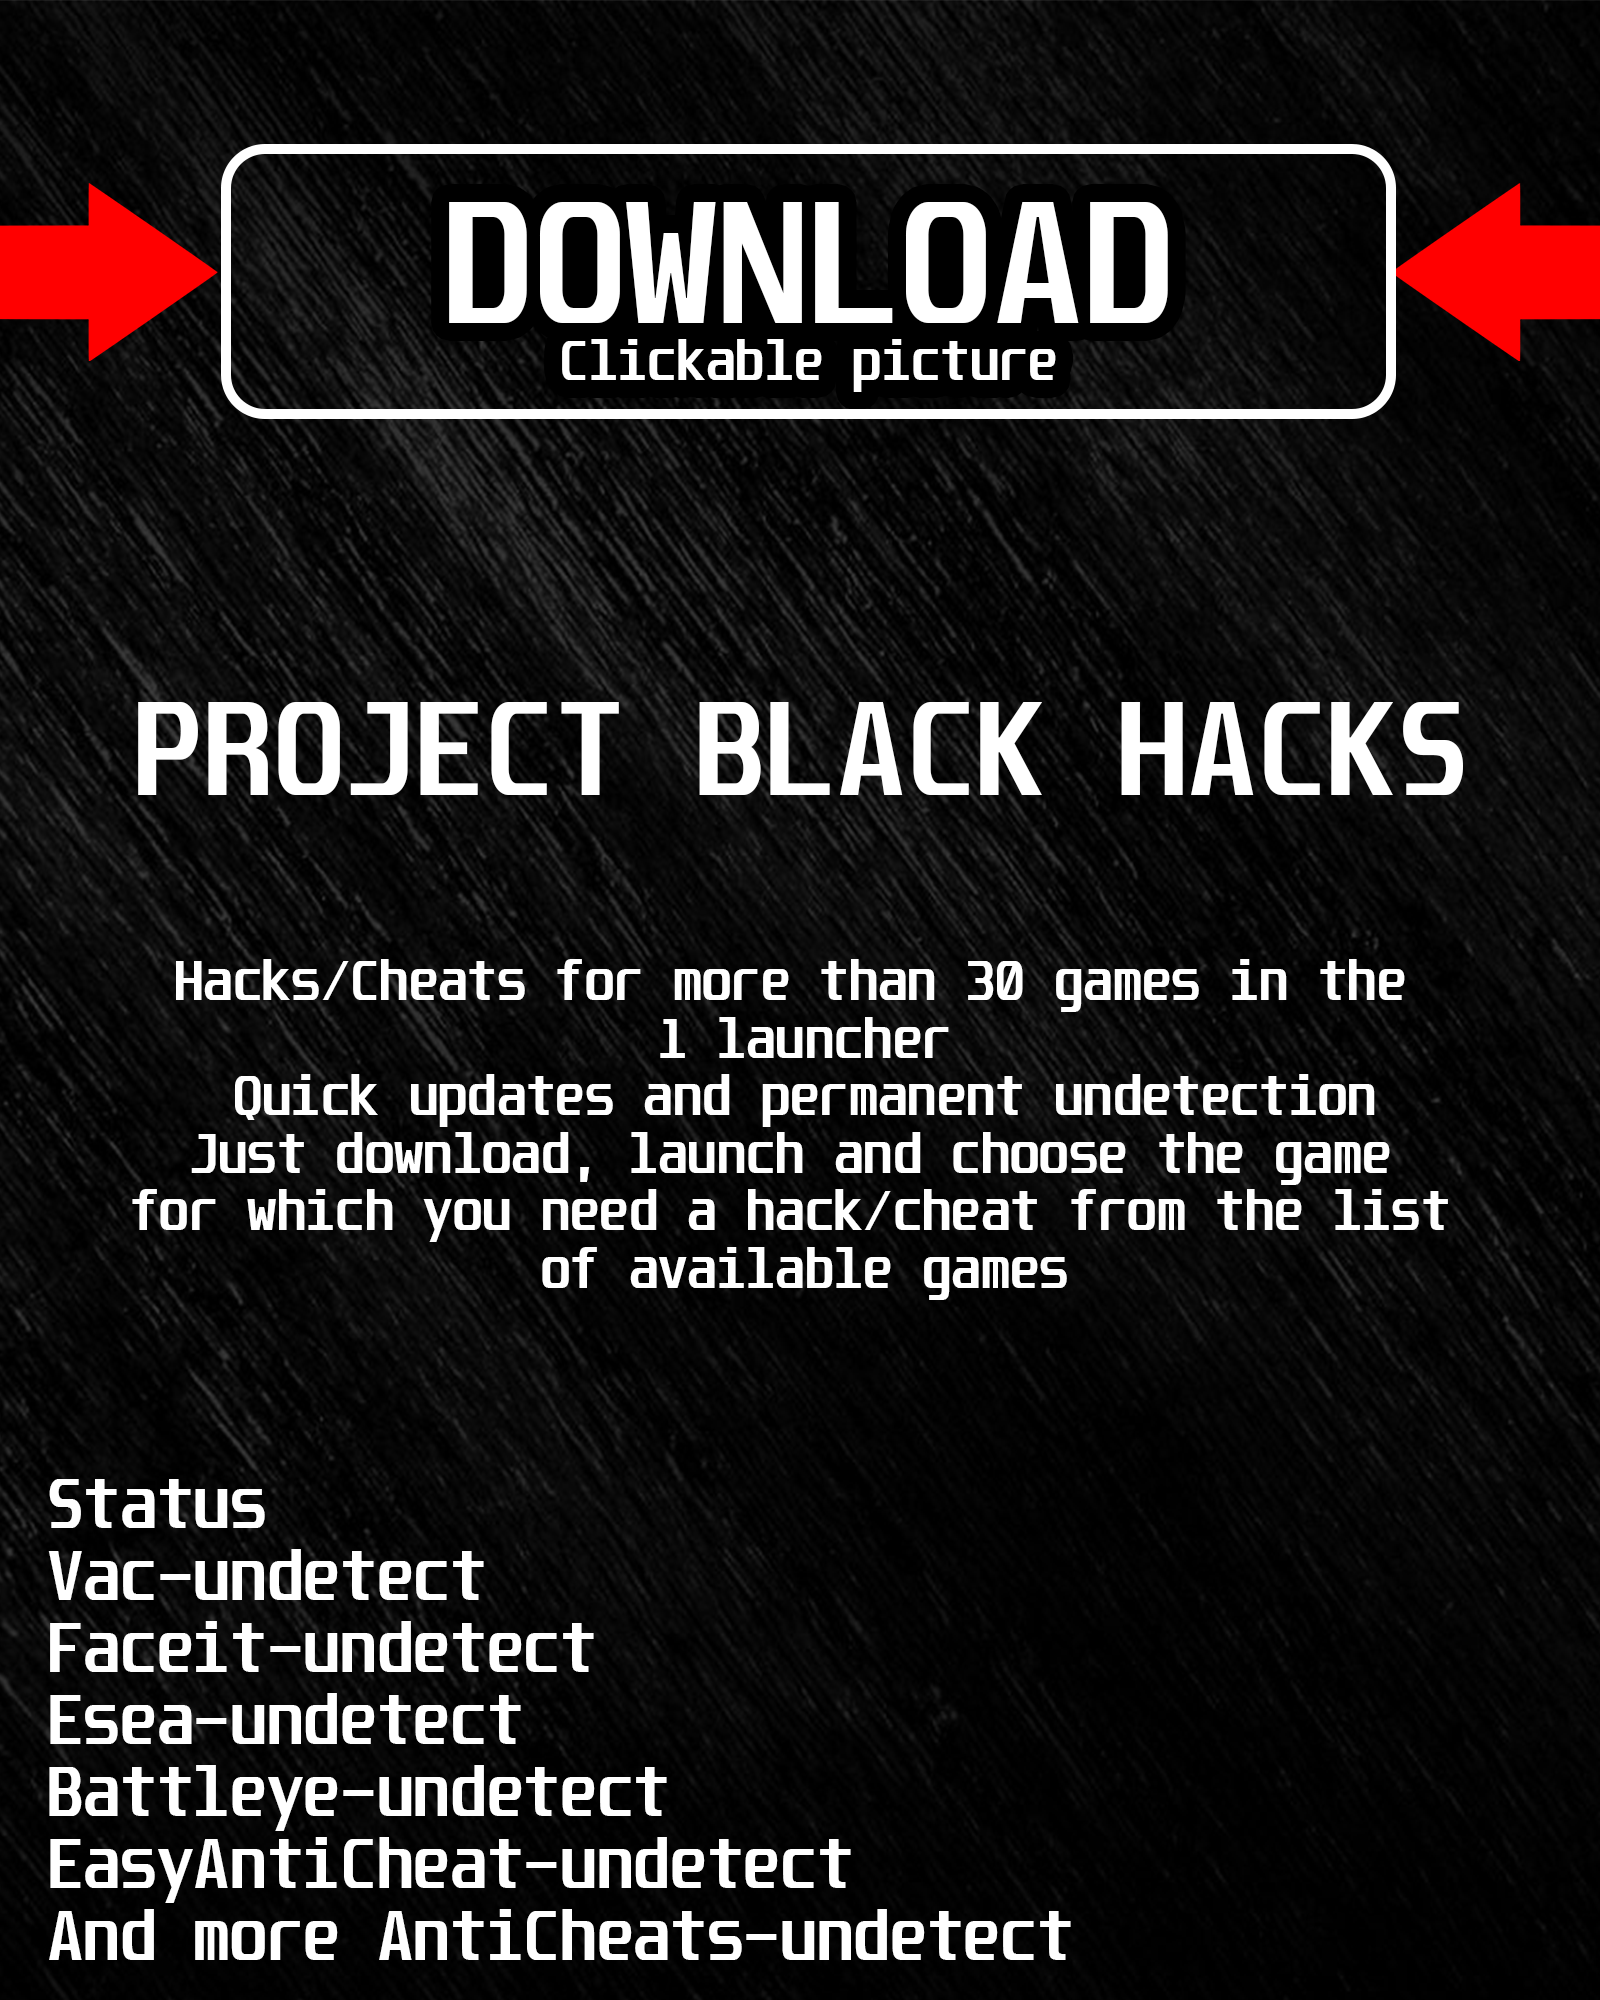 DOWNLOAD
Clickable picture
PROJECT BLACK HACKS
Hacks/Cheats for more than 30 games in the
1 launcher
Quick updates and permanent undetection
Just download, launch and choose the game
for which you need a hack/cheat from the list
of available games
Status
Vac-undetect
Faceit-undetect
Esea-undetect
Battleye-undetect
EasyAntiCheat-undetect
And more AntiCheats-undetect